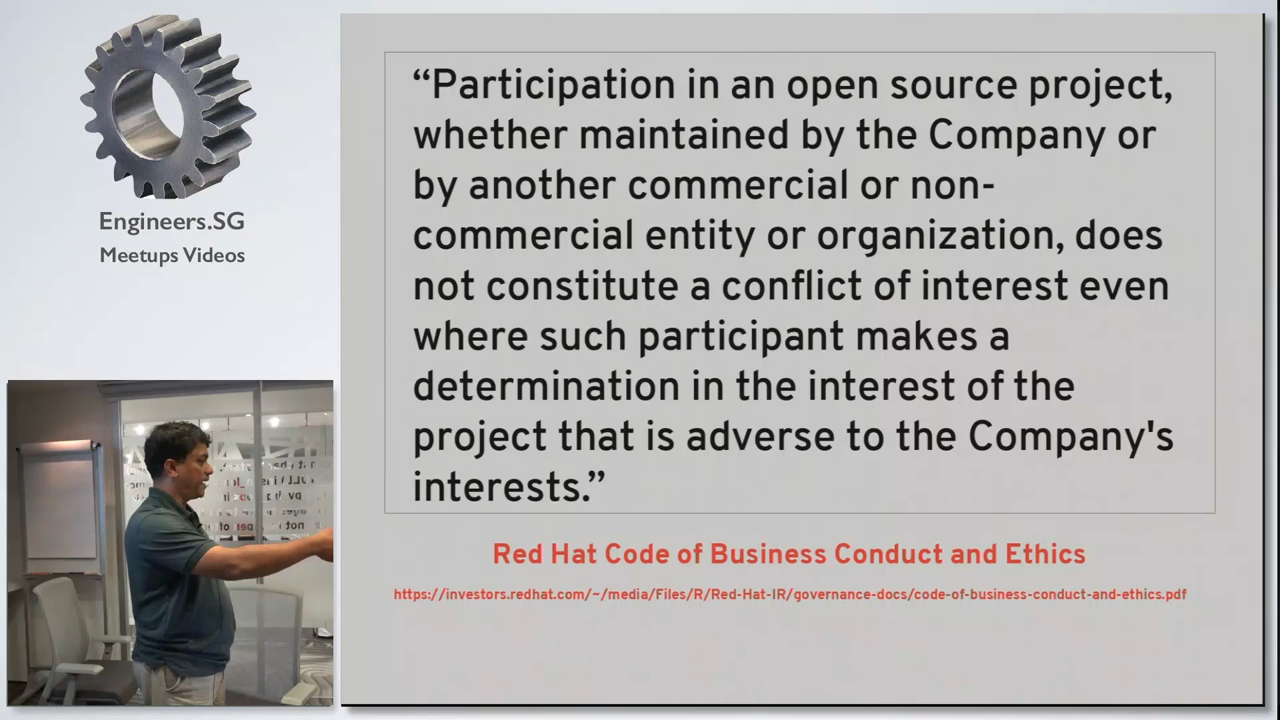 Engineers.SG
Meetups Videos
“Participation in an open source project,
whether maintained by the Company or
by another commercial or non-
commercial entity or organization, does
not constitute a conflict of interest even
where such participant makes a
determination in the interest of the
project that is adverse to the Company's
interests.”
Red Hat Code of Business Conduct and Ethics
https://investors.redhat.com/~/media/Files/R/Red-Hat-IR/governance-docs/code-of-business-conduct-and-ethics.pdf